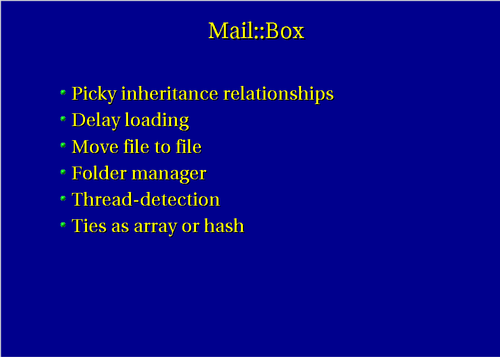 Mail::Box
Picky inheritance relationships
Delay loading
Move file to file
Folder manager
Thread-detection
Ties as array or hash